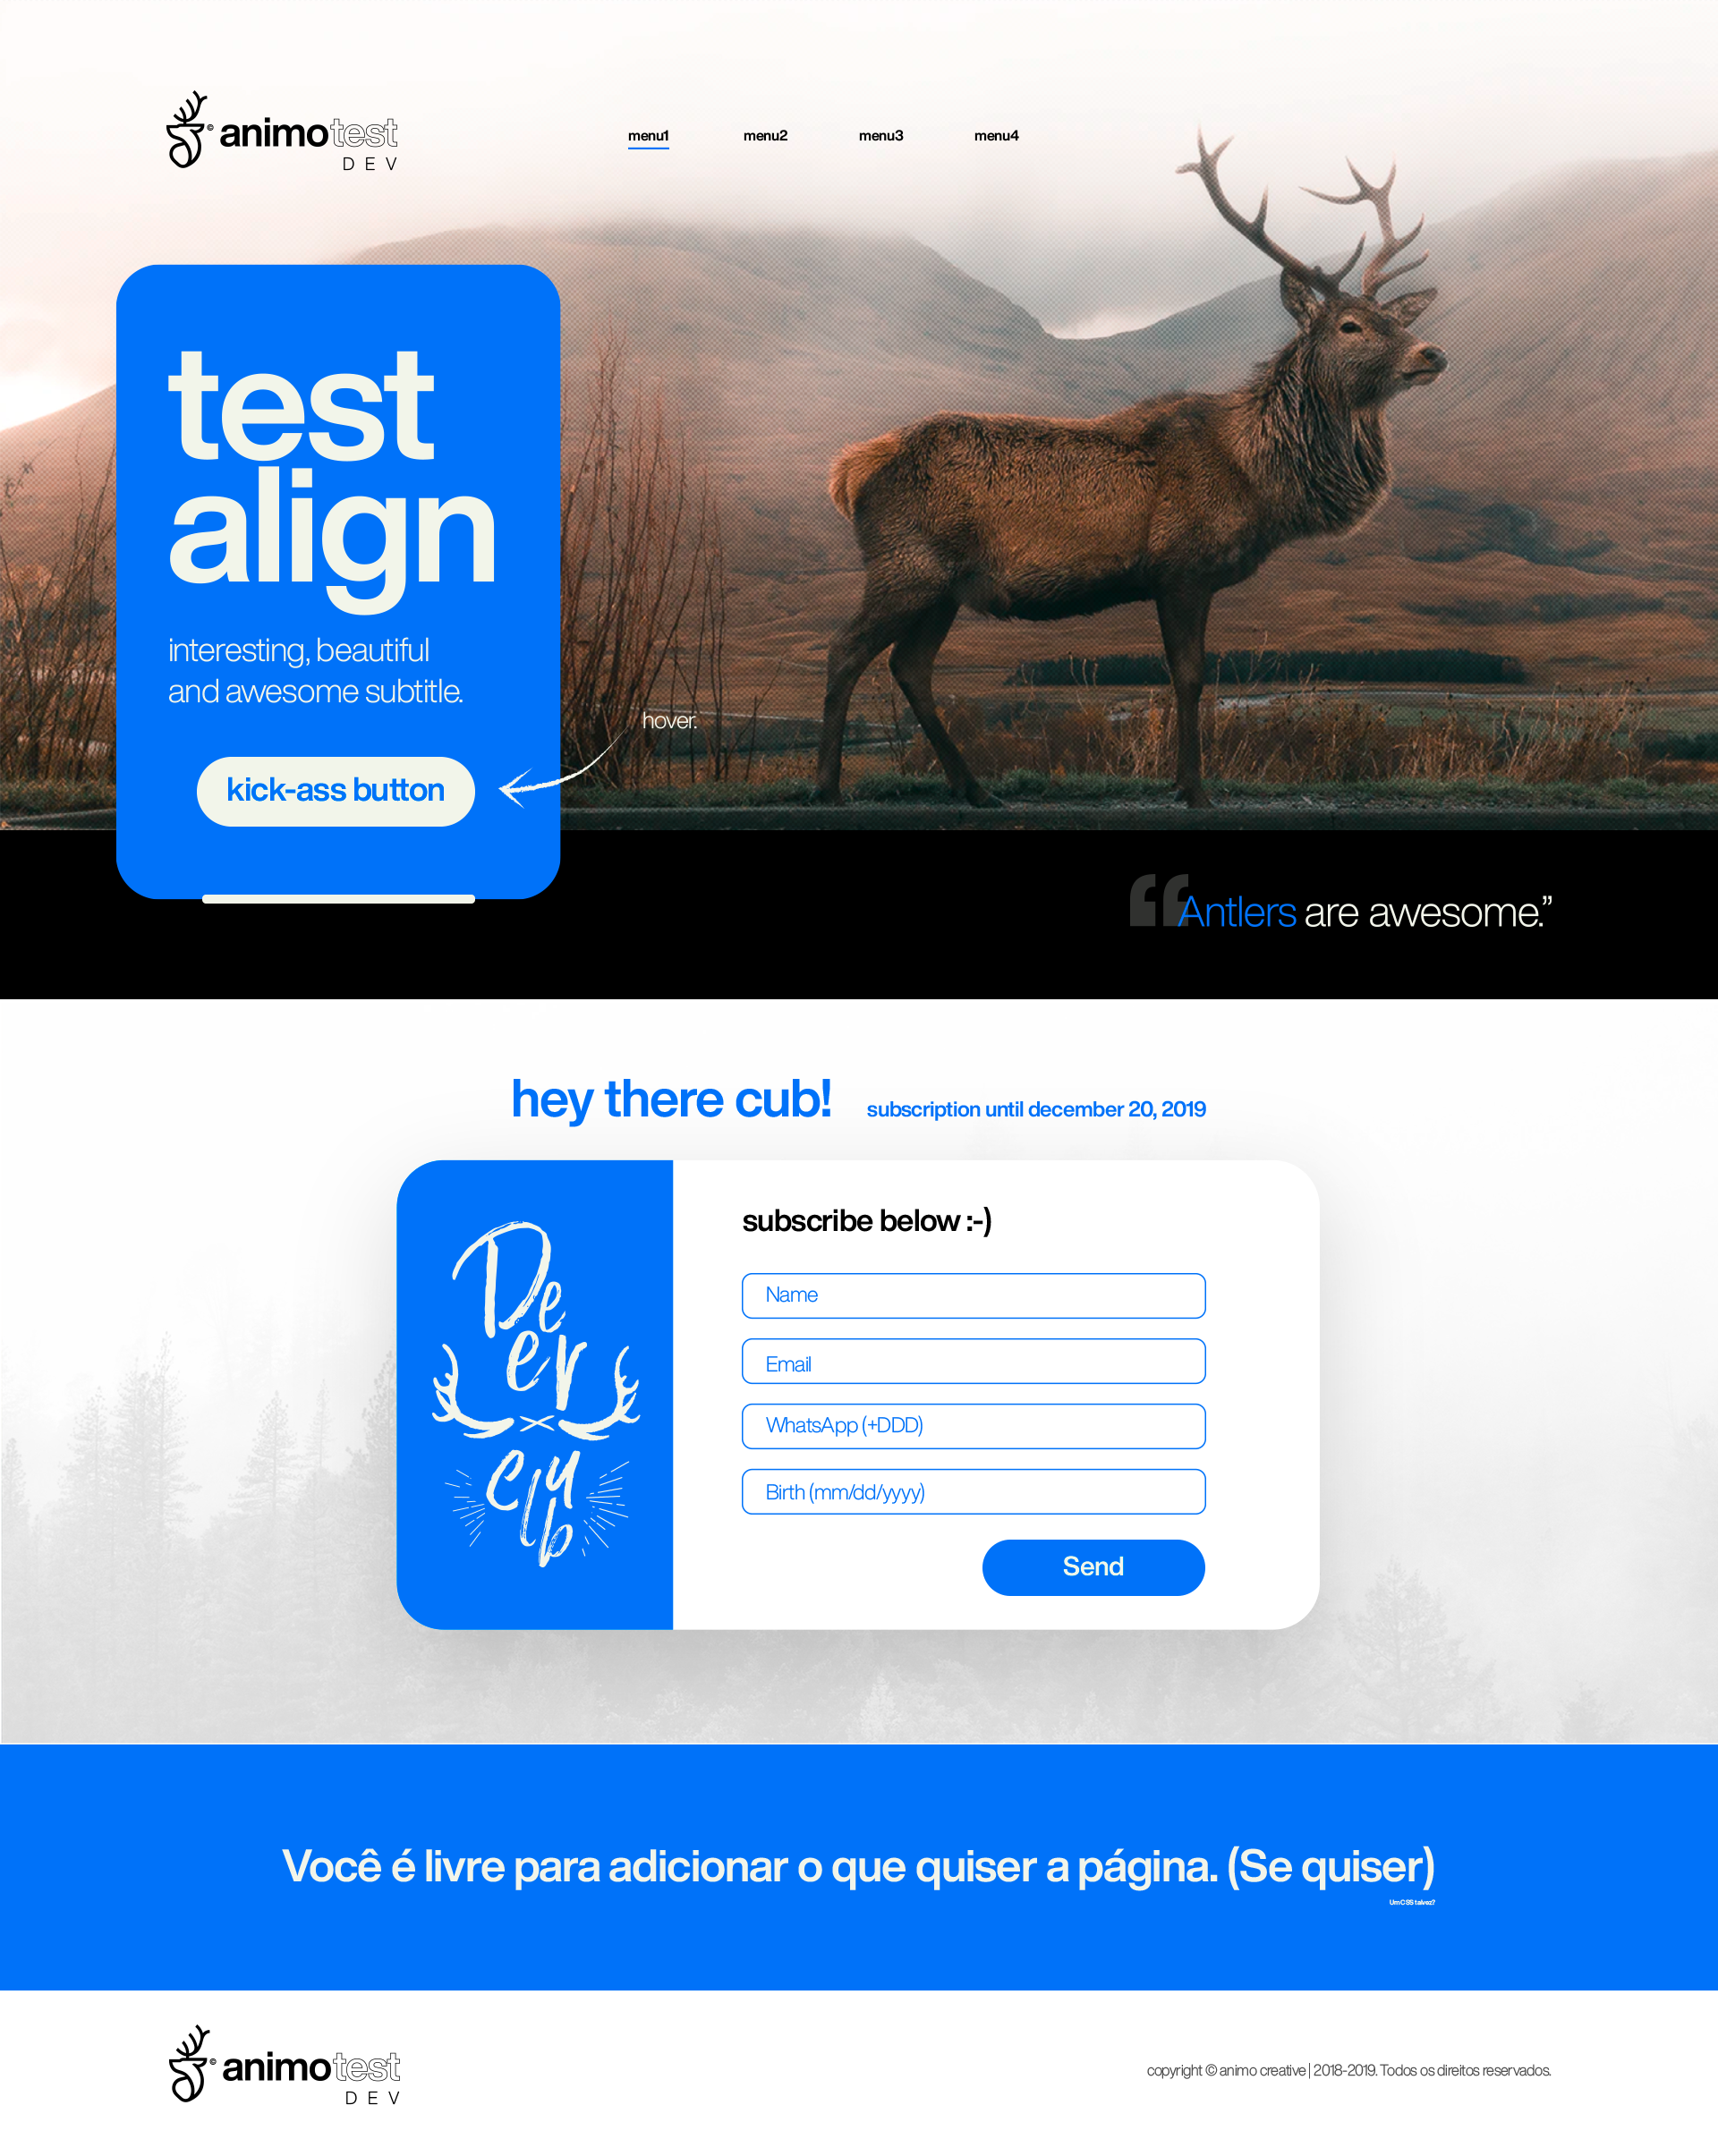 © animotest
DEV
menu1 menu2 menu3 menu4
test
align
interesting, beautiful
and awesome subtitle.
hover.
kick-ass button
“Antlers are awesome.”
hey there cub! subscription until december 20, 2019
Deer
club
subscribe below :-)
Name
Email
WhatsApp (+DDD)
Birth (mm/dd/yyyy)
Send
Você é livre para adicionar o que quiser a página. (Se quiser)
Um CSS talvez?
© animotest
DEV
copyright © animo creative | 2018-2019. Todos os direitos reservados.